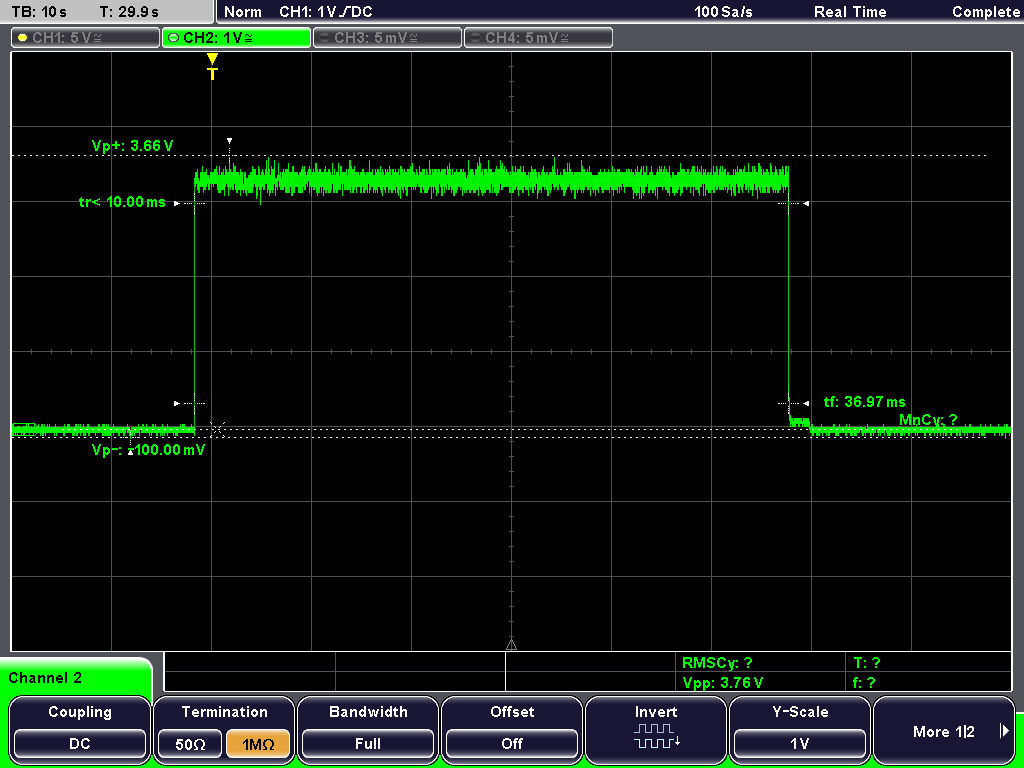 TB: 10 s T: 29.9 s Norm CH1: 1 V DC 100 Sa/s Real Time Complete
CH1: 5 V CH2: 1V CH3: 5 mV CH4: 5 mV
T
Vp+: 3.66 V
tr< 10.00 ms
tf: 36.97 ms
MnCy: ?
Vp-: -100.00 mV
RMSCy: ? T: ?
Vpp: 3.76 V f: ?
Channel 2
Coupling Termination Bandwidth Offset Invert Y-Scale More 1|2
DC 50Ω 1MΩ Full Off 1V